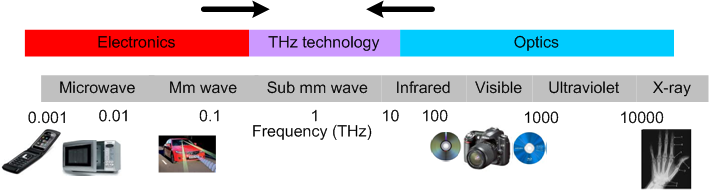 Electronics THz technology Optics
Microwave Mm wave Sub mm wave Infrared Visible Ultraviolet X-ray
0.001 0.01 0.1 1 10 100 1000 10000
Frequency (THz)